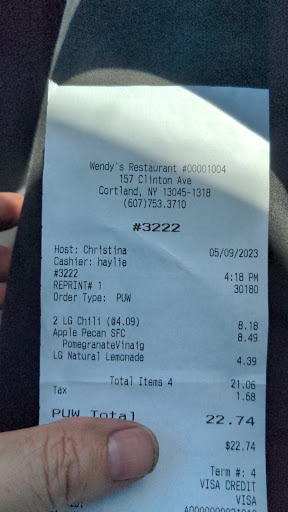 Wendy's Restaurant #00001004
157 Clinton Ave
Cortland, NY 13045-1318
(607)753.3710
#3222
Host: Christina 05/09/2023
Cashier: haylie
#3222 4:18 PM
REPRINT# 1 30180
Order Type: PUW
2 LG Chili (@4.09) 8.18
Apple Pecan SFC 8.49
PomegranateVinaig
LG Natural Lemonade 4.39
Total Items 4 21.06
Tax 1.68
PUW Total 22.74
$22.74
Term #: 4
VISA CREDIT
VISA